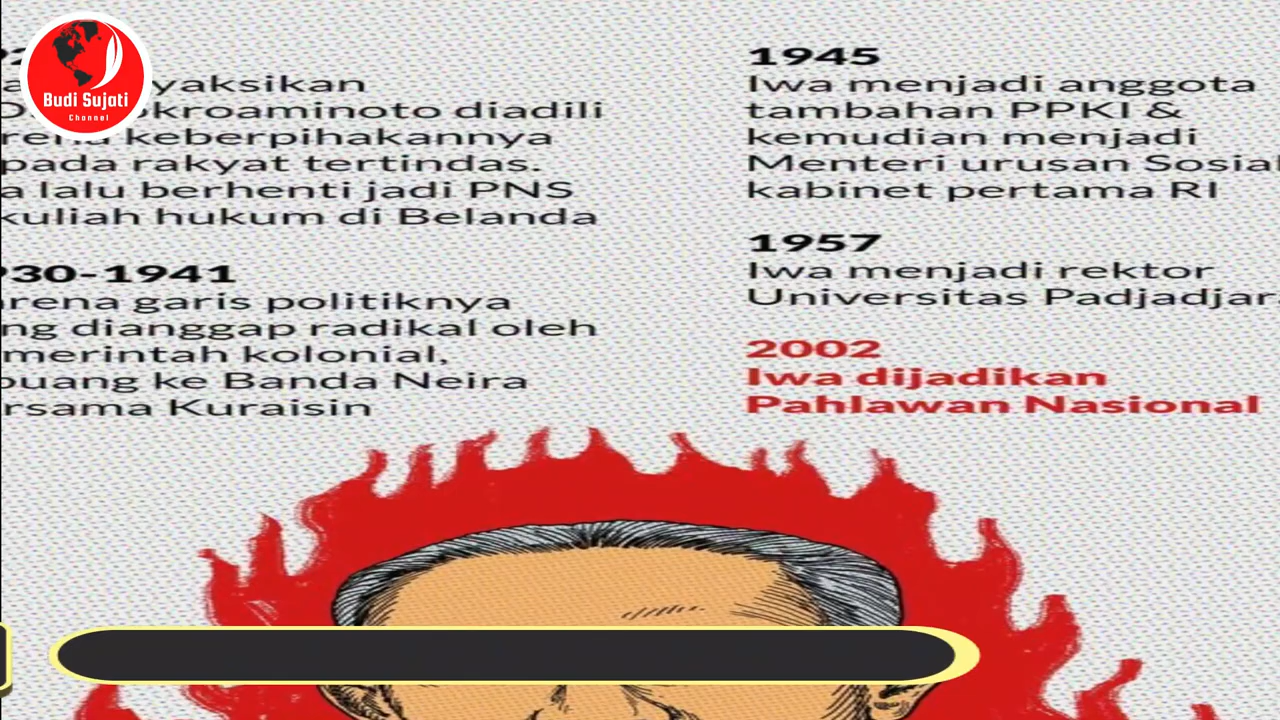 Budi Sujati
Channel
yaksikan
okroaminoto diadili
keberpihakannya
pada rakyat tertindas.
a lalu berhenti jadi PNS
kuliah hukum di Belanda
930-1941
arena garis politiknya
ng dianggap radikal oleh
merintah kolonial,
buang ke Banda Neira
ersama Kuraisin
1945
Iwa menjadi anggota
tambahan PPKI &
kemudian menjadi
Menteri urusan Sosial
kabinet pertama RI
1957
Iwa menjadi rektor
Universitas Padjadjar
2002
Iwa dijadikan
Pahlawan Nasional